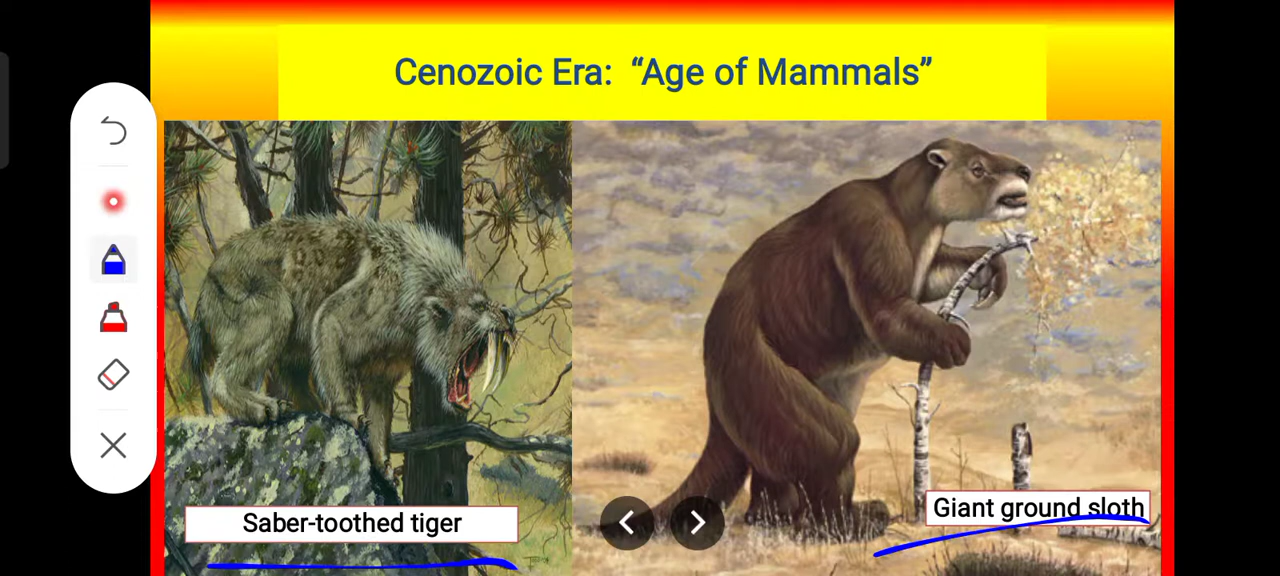 Cenozoic Era: “Age of Mammals”
Saber-toothed tiger
Giant ground sloth